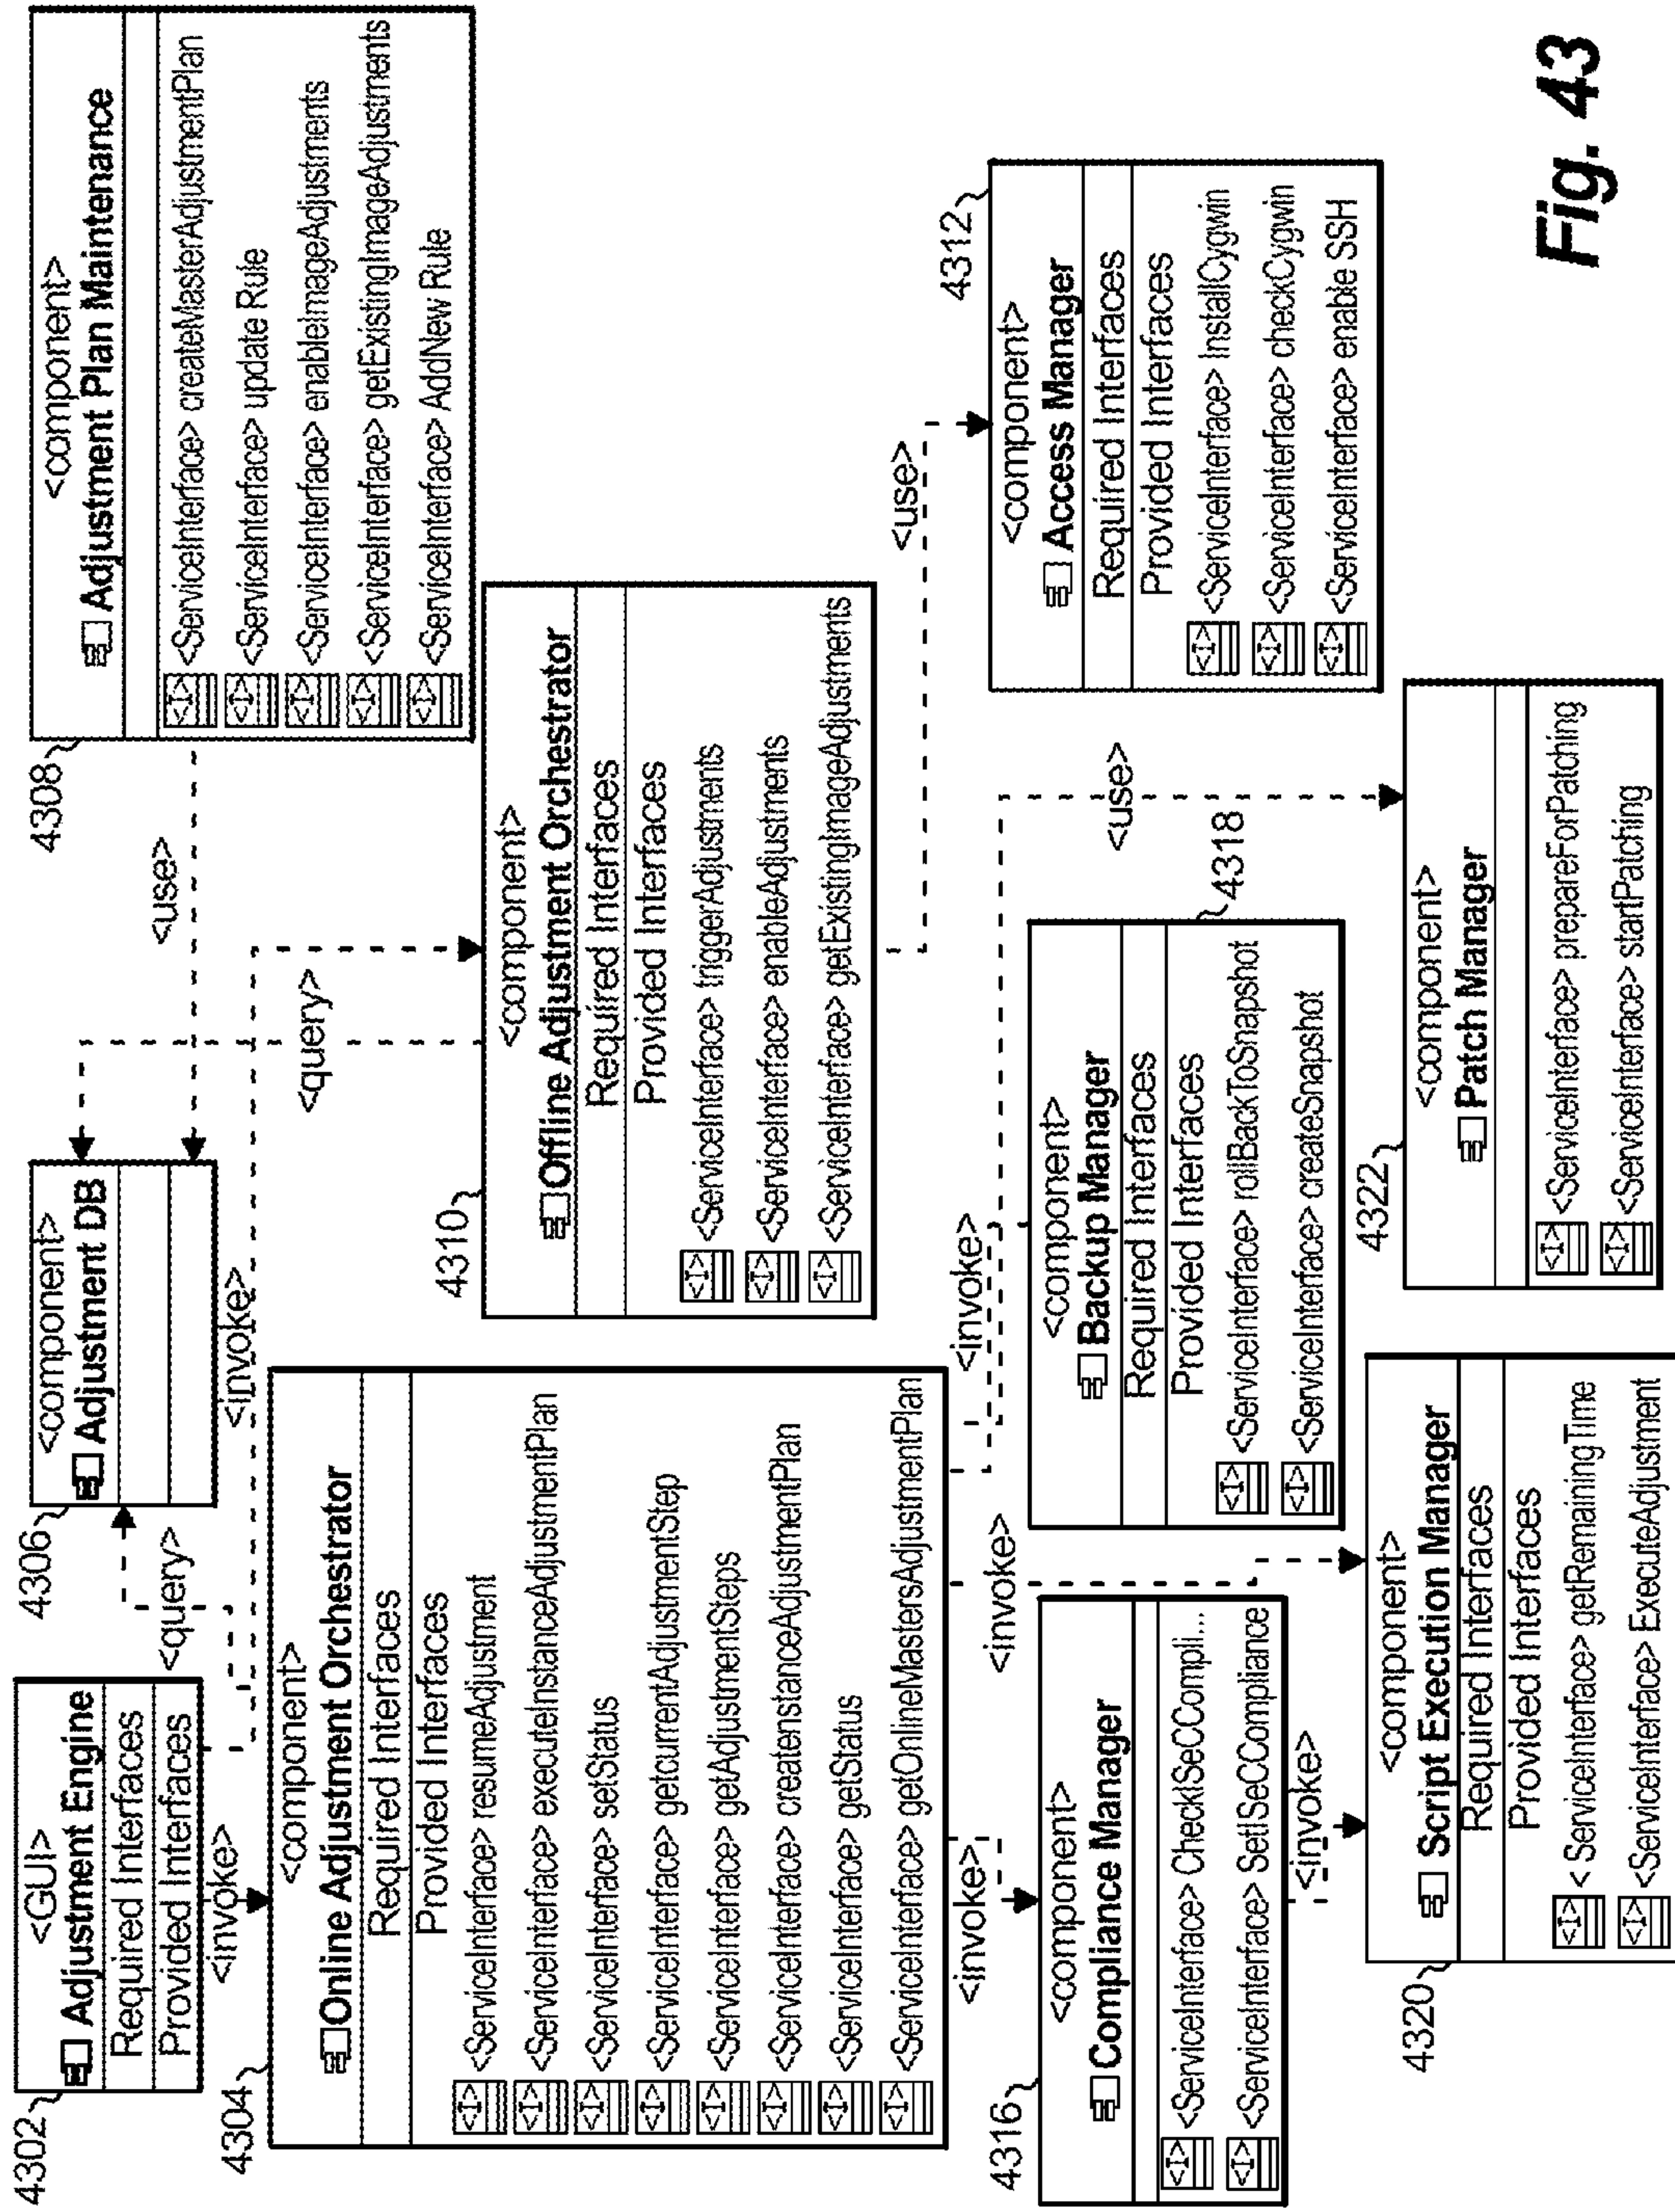 4302
<GUI>
Adjustment Engine
Required Interfaces
Provided Interfaces
<invoke>
<query>
4306
<component>
Adjustment DB
<invoke>
<use>
<query>
4308
<component>
Adjustment Plan Maintenance
<I> <ServiceInterface> createMasterAdjustmentPlan
<I> <ServiceInterface> update Rule
<I> <ServiceInterface> enableImageAdjustments
<I> <ServiceInterface> getExistingImageAdjustments
<I> <ServiceInterface> AddNew Rule
4304
<component>
Online Adjustment Orchestrator
Required Interfaces
Provided Interfaces
<I> <ServiceInterface> resumeAdjustment
<I> <ServiceInterface> executeInstanceAdjustmentPlan
<I> <ServiceInterface> setStatus
<I> <ServiceInterface> getcurrentAdjustmentStep
<I> <ServiceInterface> getAdjustmentSteps
<I> <ServiceInterface> createnstanceAdjustmentPlan
<I> <ServiceInterface> getStatus
<I> <ServiceInterface> getOnlineMastersAdjustmentPlan
4310
<component>
Offline Adjustment Orchestrator
Required Interfaces
Provided Interfaces
<I> <ServiceInterface> triggerAdjustments
<I> <ServiceInterface> enableAdjustments
<I> <ServiceInterface> getExistingImageAdjustments
<use>
<invoke>
<invoke>
<invoke>
<use>
4312
<component>
Access Manager
Required Interfaces
Provided Interfaces
<I> <ServiceInterface> InstallCygwin
<I> <ServiceInterface> checkCygwin
<I> <ServiceInterface> enable SSH
4316
<component>
Compliance Manager
<I> <ServiceInterface> CheckISeCCompli...
<I> <ServiceInterface> SetISeCCompliance
<invoke>
4318
<component>
Backup Manager
Required Interfaces
Provided Interfaces
<I> <ServiceInterface> rollBackToSnapshot
<I> <ServiceInterface> createSnapshot
4320
<component>
Script Execution Manager
Required Interfaces
Provided Interfaces
<I> < ServiceInterface> getRemainingTime
<I> <ServiceInterface> ExecuteAdjustment
4322
<component>
Patch Manager
<I> <ServiceInterface> prepareForPatching
<I> <ServiceInterface> startPatching
Fig. 43